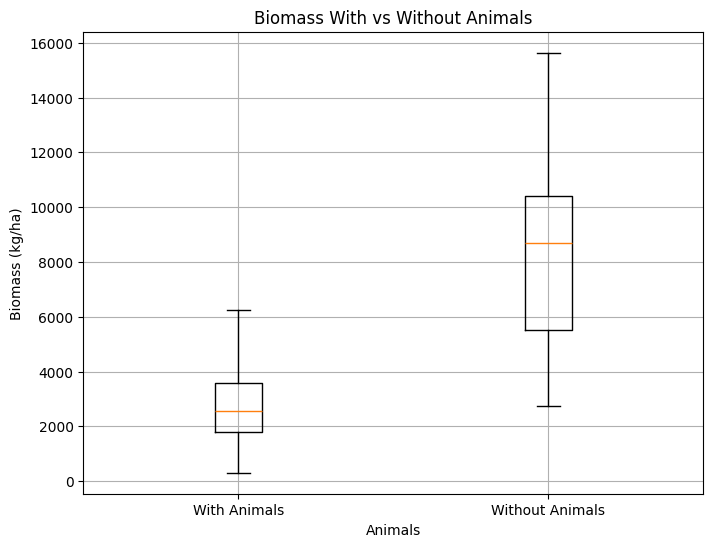 Biomass With vs Without Animals
16000
14000
12000
10000
8000
6000
4000
2000
0
Biomass (kg/ha)
With Animals
Without Animals
Animals